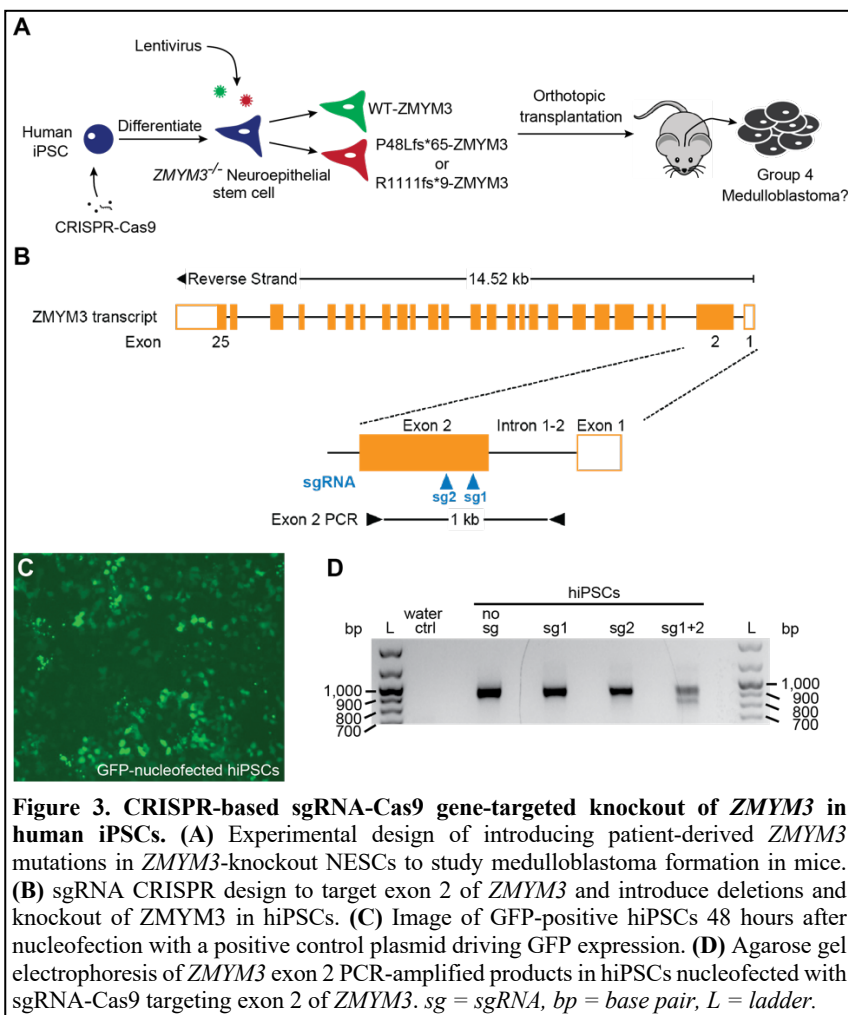 A
Lentivirus
Human
iPSC
Differentiate
CRISPR-Cas9
ZMYM3-/- Neuroepithelial
stem cell
WT-ZMYM3
P48Lfs*65-ZMYM3
or
R1111fs*9-ZMYM3
Orthotopic
transplantation
Group 4
Medulloblastoma?
B
Reverse Strand
14.52 kb
ZMYM3 transcript
Exon
25
2
1
Exon 2
Intron 1-2
Exon 1
sgRNA
sg2
sg1
Exon 2 PCR
1 kb
C
GFP-nucleofected hiPSCs
D
hiPSCs
bp
L
water
ctrl
no
sg
sg1
sg2
sg1+2
L
bp
1,000
900
800
700
1,000
900
800
700
Figure 3. CRISPR-based sgRNA-Cas9 gene-targeted knockout of ZMYM3 in
human iPSCs. (A) Experimental design of introducing patient-derived ZMYM3
mutations in ZMYM3-knockout NESCs to study medulloblastoma formation in mice.
(B) sgRNA CRISPR design to target exon 2 of ZMYM3 and introduce deletions and
knockout of ZMYM3 in hiPSCs. (C) Image of GFP-positive hiPSCs 48 hours after
nucleofection with a positive control plasmid driving GFP expression. (D) Agarose gel
electrophoresis of ZMYM3 exon 2 PCR-amplified products in hiPSCs nucleofected with
sgRNA-Cas9 targeting exon 2 of ZMYM3. sg = sgRNA, bp = base pair, L = ladder.